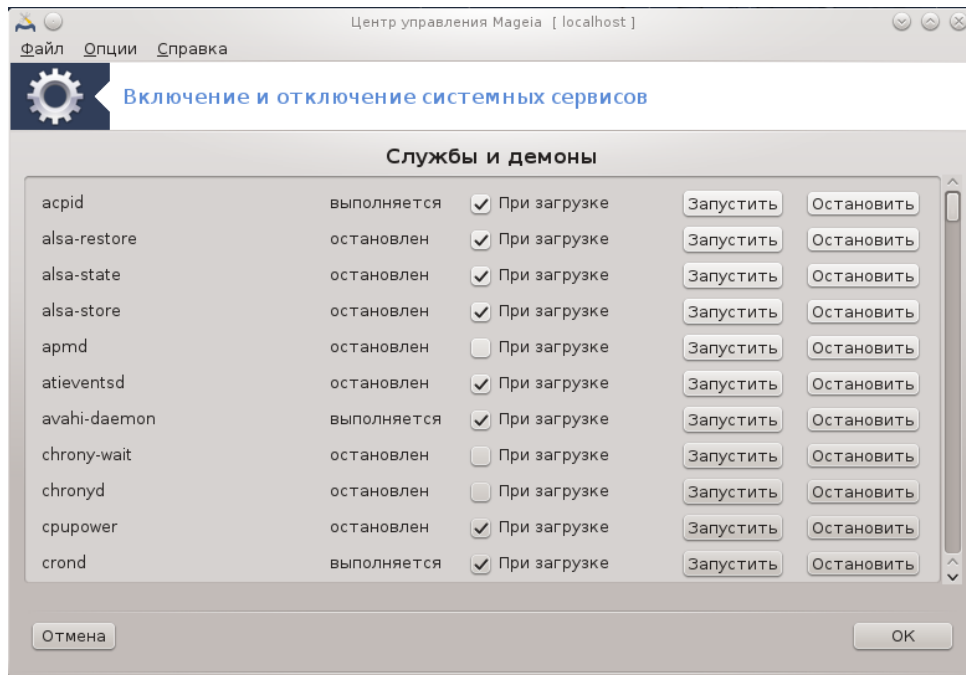 Центр управления Mageia [ localhost ]
Файл Опции Справка
Включение и отключение системных сервисов
Службы и демоны
acpid выполняется При загрузке Запустить Остановить
alsa-restore остановлен При загрузке Запустить Остановить
alsa-state остановлен При загрузке Запустить Остановить
alsa-store остановлен При загрузке Запустить Остановить
apmd остановлен При загрузке Запустить Остановить
atieventsd остановлен При загрузке Запустить Остановить
avahi-daemon выполняется При загрузке Запустить Остановить
chrony-wait остановлен При загрузке Запустить Остановить
chronyd остановлен При загрузке Запустить Остановить
cpupower остановлен При загрузке Запустить Остановить
crond выполняется При загрузке Запустить Остановить
Отмена OK